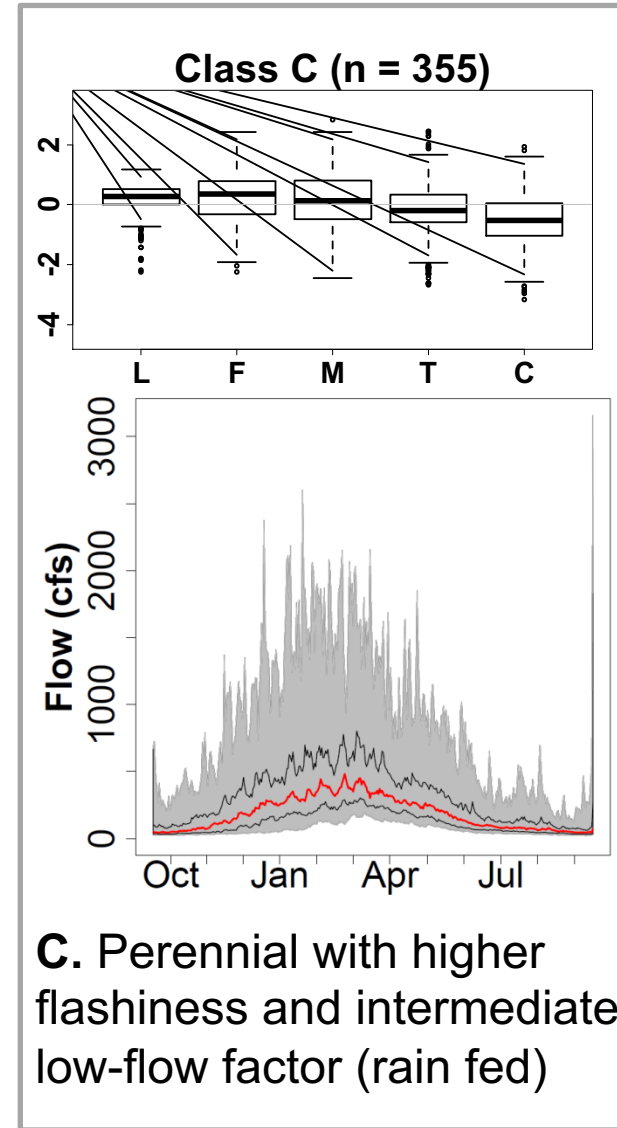 Class C (n = 355)
2
0
-2
-4
L F M T C
3000
2000
1000
0
Flow (cfs)
Oct Jan Apr Jul
C. Perennial with higher
flashiness and intermediate
low-flow factor (rain fed)